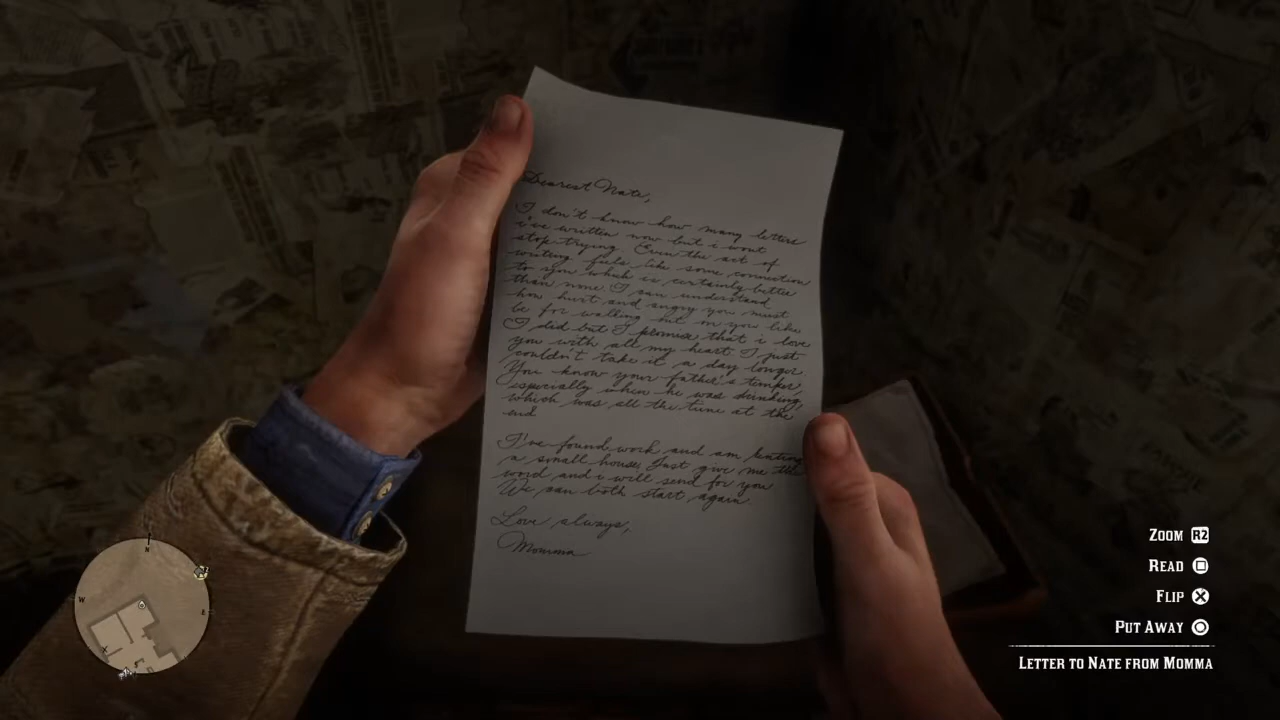 Dearest Nate,
I don't know how many letters
i've written now but i wont
stop trying. Even the act of
writing feels like some connection
to you which is certainly better
than none. I can understand
how hurt and angry you must
be for walking out on you like
I did but I promise that i love
you with all my heart. I just
couldn't take it a day longer.
You know your father's temper,
especially when he was drinking,
which was all the time at the
end.
I've found work and am renting
a small house. Just give me the
word and i will send for you.
We can both start again.
Love always,
Momma
N
W
E
ZOOM R2
READ
FLIP
PUT AWAY
LETTER TO NATE FROM MOMMA